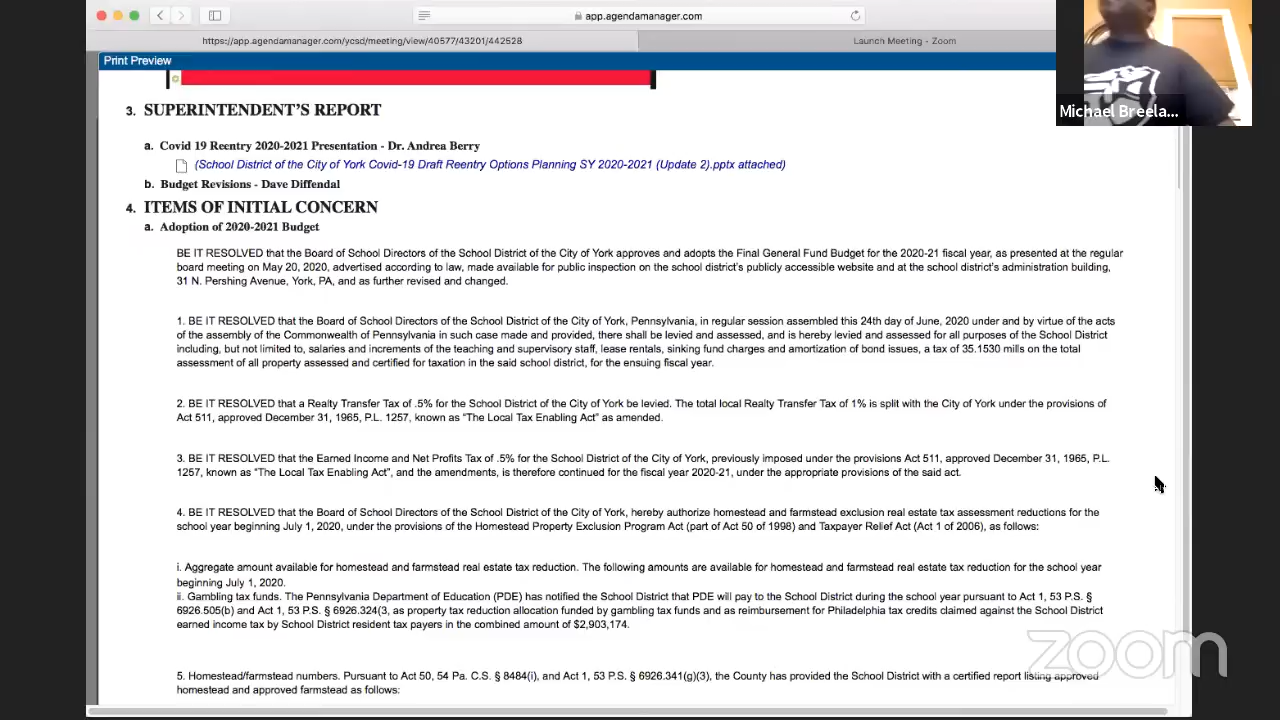 app.agendamanager.com
https://app.agendamanager.com/ycsd/meeting/view/40577/43201/442528
Launch Meeting - Zoom
Print Preview
Michael Breela...
3. SUPERINTENDENT'S REPORT
a. Covid 19 Reentry 2020-2021 Presentation - Dr. Andrea Berry
(School District of the City of York Covid-19 Draft Reentry Options Planning SY 2020-2021 (Update 2).pptx attached)
b. Budget Revisions - Dave Diffendal
4. ITEMS OF INITIAL CONCERN
a. Adoption of 2020-2021 Budget
BE IT RESOLVED that the Board of School Directors of the School District of the City of York approves and adopts the Final General Fund Budget for the 2020-21 fiscal year, as presented at the regular
board meeting on May 20, 2020, advertised according to law, made available for public inspection on the school district's publicly accessible website and at the school district's administration building,
31 N. Pershing Avenue, York, PA, and as further revised and changed.
1. BE IT RESOLVED that the Board of School Directors of the School District of the City of York, Pennsylvania, in regular session assembled this 24th day of June, 2020 under and by virtue of the acts
of the assembly of the Commonwealth of Pennsylvania in such case made and provided, there shall be levied and assessed, and is hereby levied and assessed for all purposes of the School District
including, but not limited to, salaries and increments of the teaching and supervisory staff, lease rentals, sinking fund charges and amortization of bond issues, a tax of 35.1530 mills on the total
assessment of all property assessed and certified for taxation in the said school district, for the ensuing fiscal year.
2. BE IT RESOLVED that a Realty Transfer Tax of .5% for the School District of the City of York be levied. The total local Realty Transfer Tax of 1% is split with the City of York under the provisions of
Act 511, approved December 31, 1965, P.L. 1257, known as "The Local Tax Enabling Act" as amended.
3. BE IT RESOLVED that the Earned Income and Net Profits Tax of .5% for the School District of the City of York, previously imposed under the provisions Act 511, approved December 31, 1965, P.L.
1257, known as "The Local Tax Enabling Act", and the amendments, is therefore continued for the fiscal year 2020-21, under the appropriate provisions of the said act.
4. BE IT RESOLVED that the Board of School Directors of the School District of the City of York, hereby authorize homestead and farmstead exclusion real estate tax assessment reductions for the
school year beginning July 1, 2020, under the provisions of the Homestead Property Exclusion Program Act (part of Act 50 of 1998) and Taxpayer Relief Act (Act 1 of 2006), as follows:
i. Aggregate amount available for homestead and farmstead real estate tax reduction. The following amounts are available for homestead and farmstead real estate tax reduction for the school year
beginning July 1, 2020.
ii. Gambling tax funds. The Pennsylvania Department of Education (PDE) has notified the School District that PDE will pay to the School District during the school year pursuant to Act 1, 53 P.S. §
6926.505(b) and Act 1, 53 P.S. § 6926.324(3, as property tax reduction allocation funded by gambling tax funds and as reimbursement for Philadelphia tax credits claimed against the School District
earned income tax by School District resident tax payers in the combined amount of $2,903,174.
5. Homestead/farmstead numbers. Pursuant to Act 50, 54 Pa. C.S. § 8484(i), and Act 1, 53 P.S. § 6926.341(g)(3), the County has provided the School District with a certified report listing approved
homestead and approved farmstead as follows:
zoom